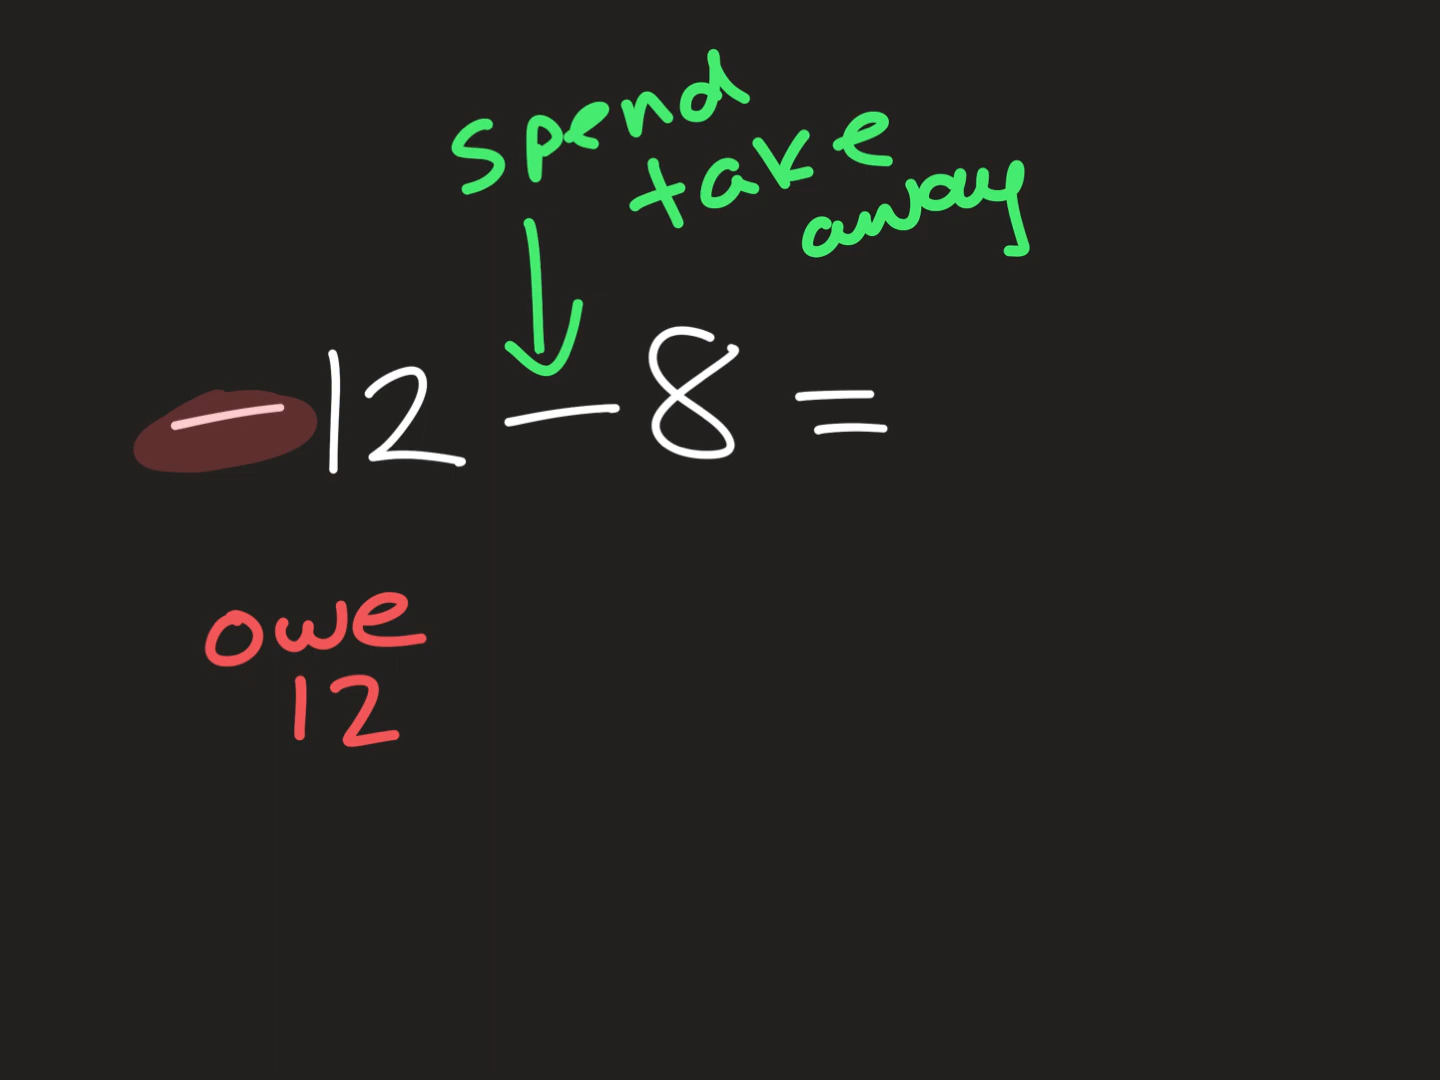 spend
take
away
-12 - 8 =
owe
12